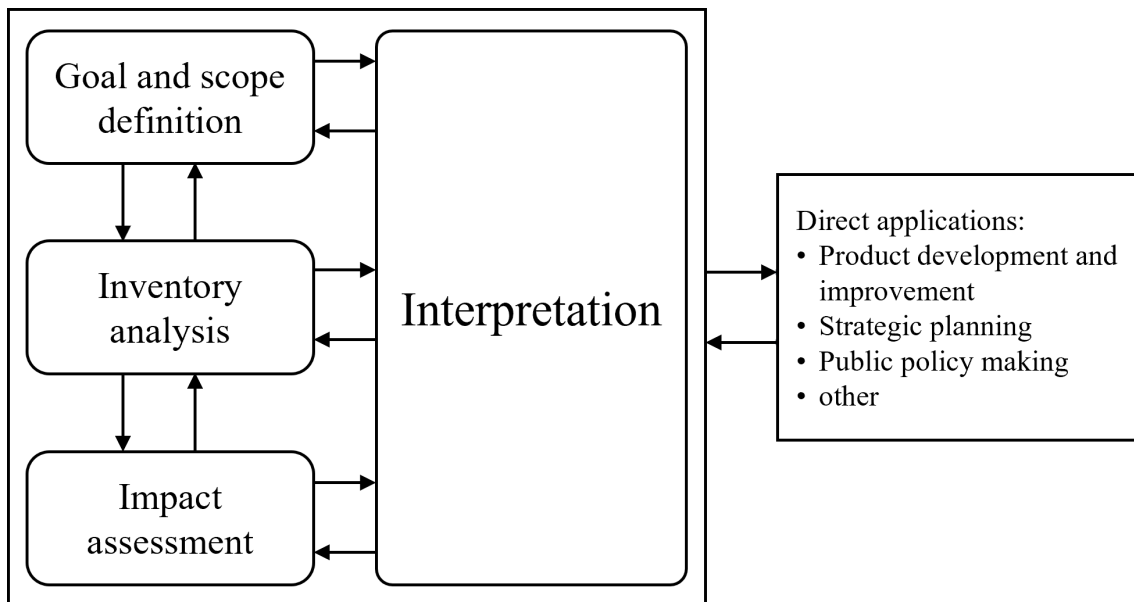 Goal and scope
definition
Inventory
analysis
Impact
assessment
Interpretation
Direct applications:
• Product development and
improvement
• Strategic planning
• Public policy making
• other